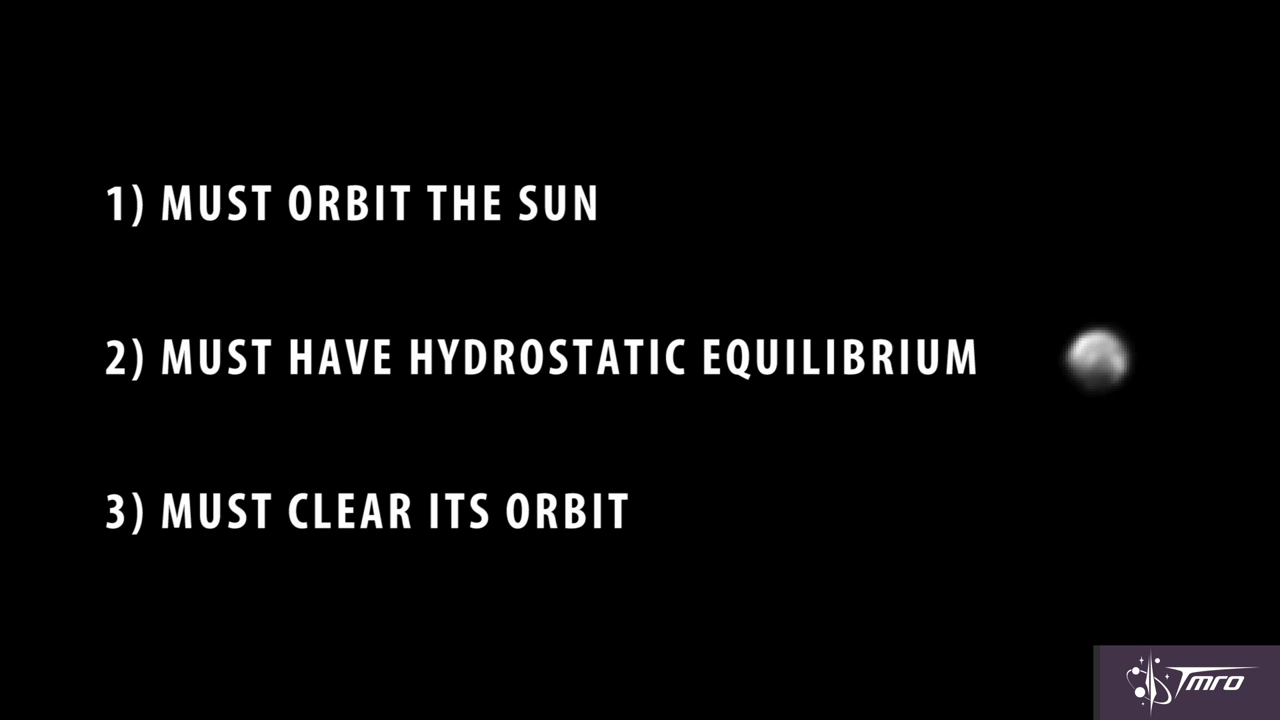 1) MUST ORBIT THE SUN
2) MUST HAVE HYDROSTATIC EQUILIBRIUM
3) MUST CLEAR ITS ORBIT
Tmro